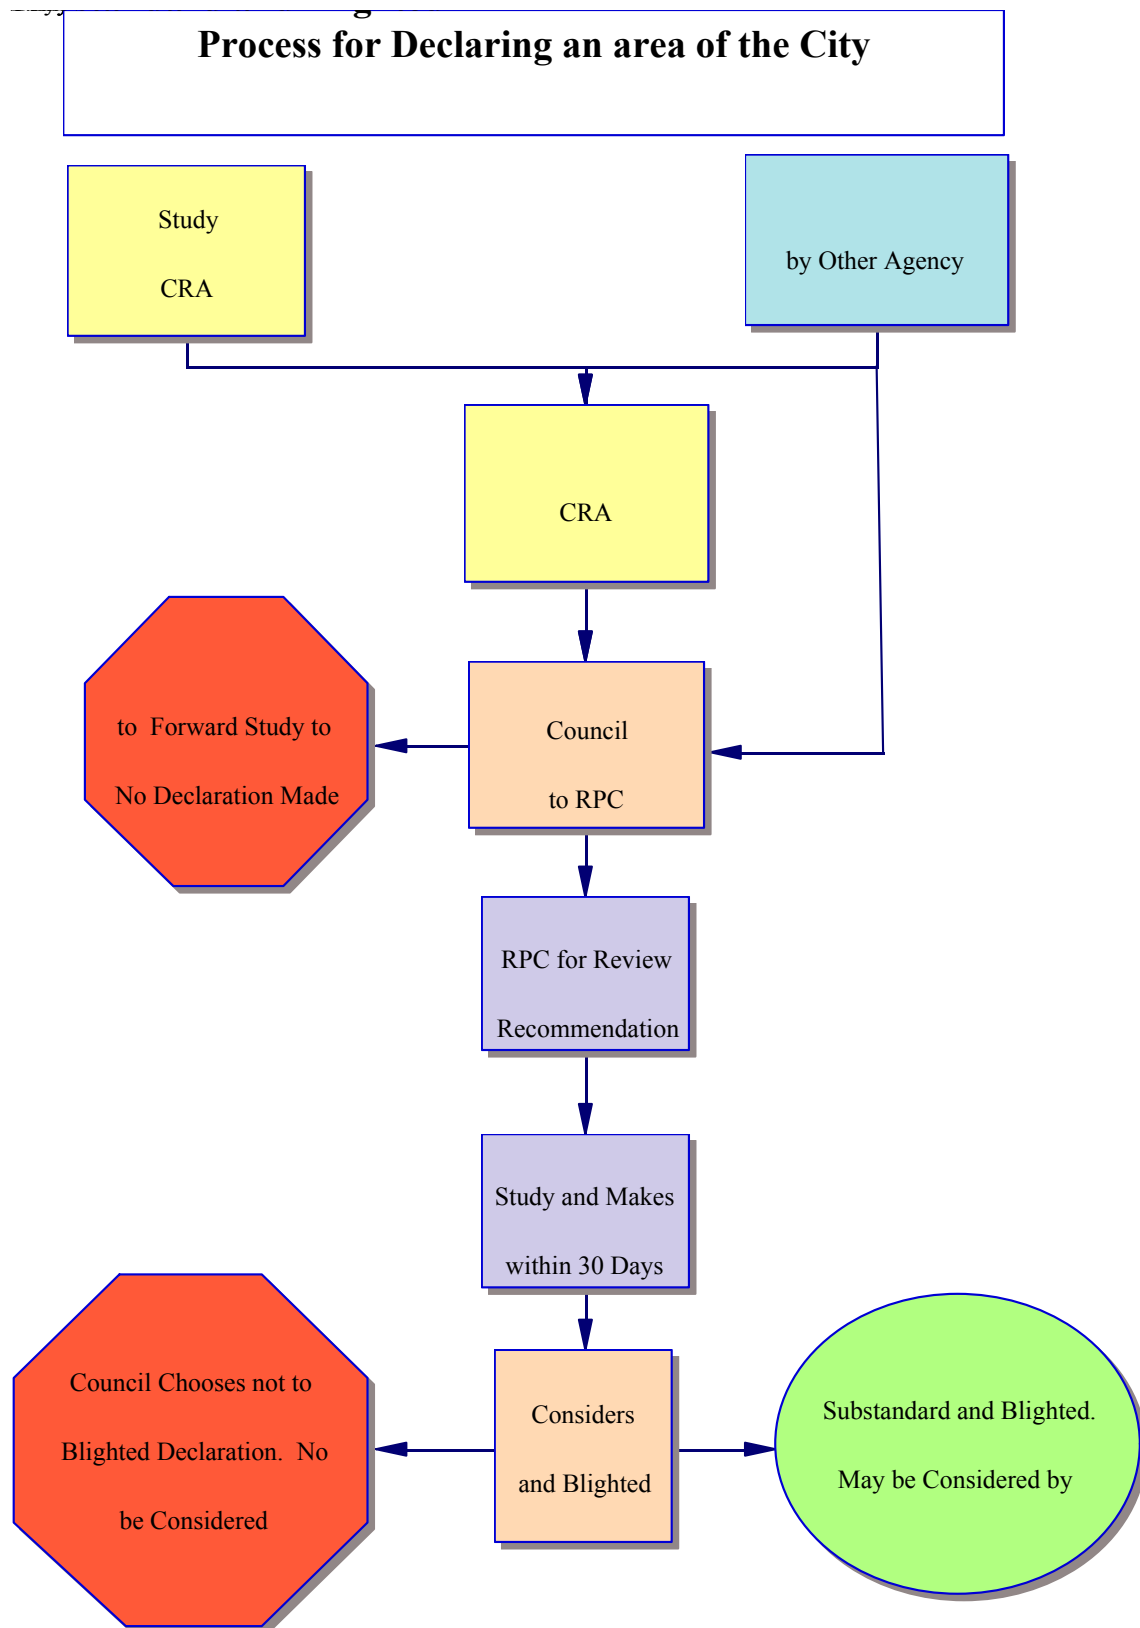 Process for Declaring an area of the City
Study
CRA
by Other Agency
CRA
to Forward Study to
No Declaration Made
Council
to RPC
RPC for Review
Recommendation
Study and Makes
within 30 Days
Council Chooses not to
Blighted Declaration. No
be Considered
Considers
and Blighted
Substandard and Blighted.
May be Considered by